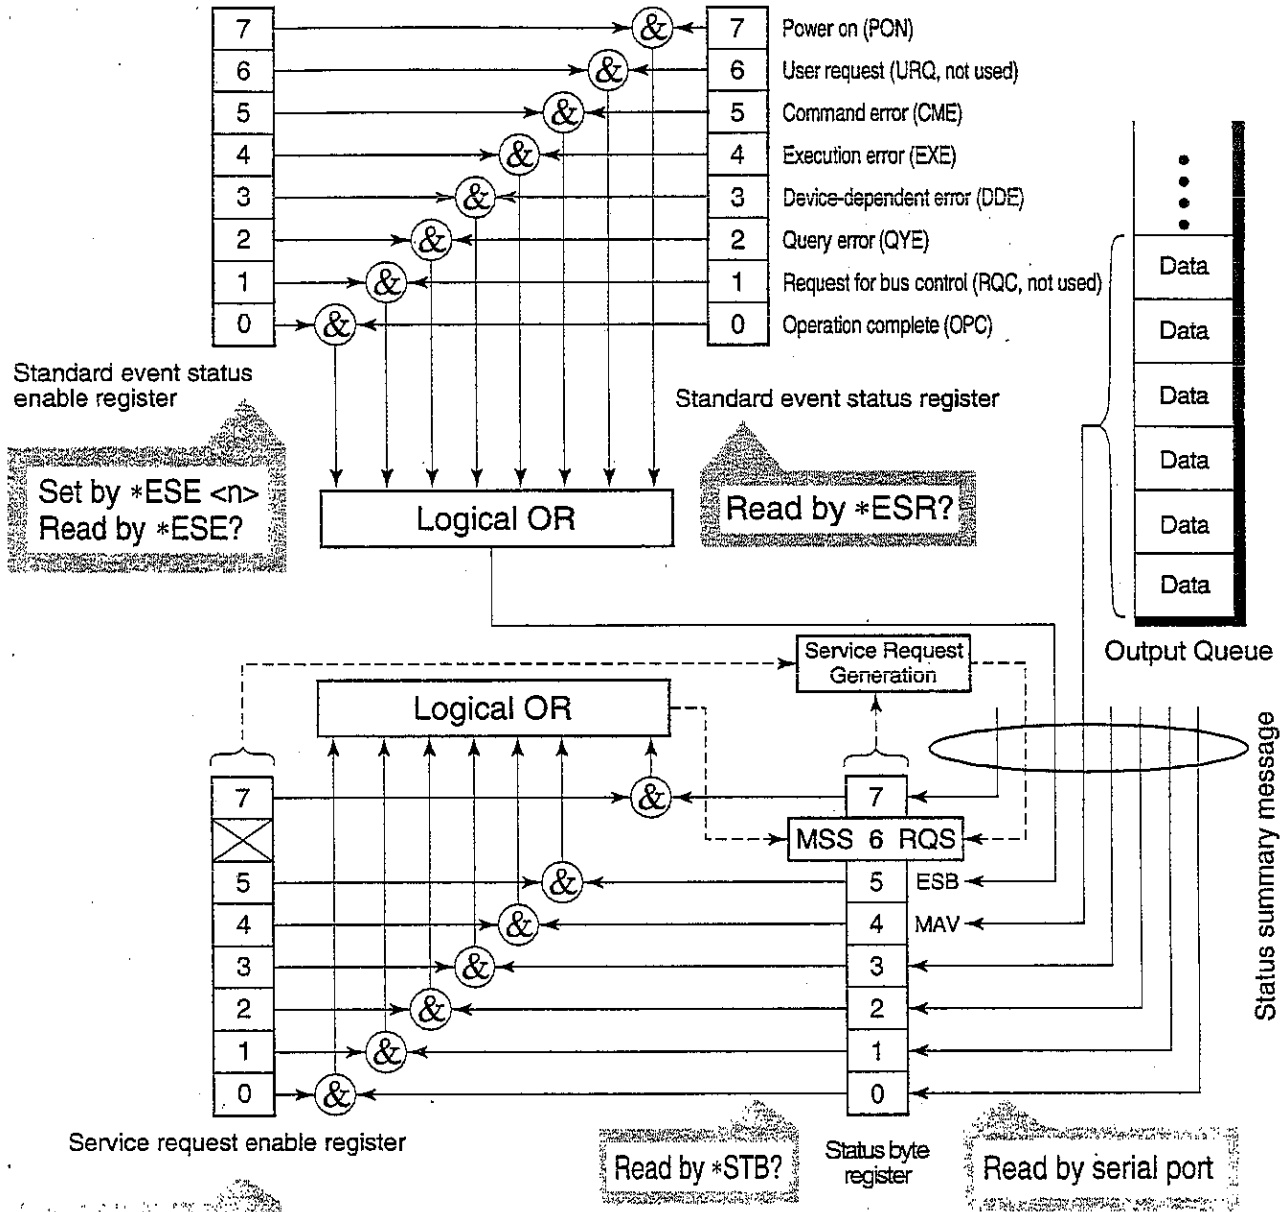 7 & 7 Power on (PON)
6 & 6 User request (URQ, not used)
5 & 5 Command error (CME)
4 & 4 Execution error (EXE)
3 & 3 Device-dependent error (DDE)
2 & 2 Query error (QYE)
1 & 1 Request for bus control (RQC, not used)
0 & 0 Operation complete (OPC)
Standard event status
enable register
Set by *ESE <n>
Read by *ESE?
Standard event status register
Read by *ESR?
Logical OR
Data
Data
Data
Data
Data
Data
Output Queue
Service Request
Generation
Logical OR
7 & 7
MSS 6 RQS
5 & 5 ESB
4 & 4 MAV
3 & 3
2 & 2
1 & 1
0 & 0
Status summary message
Service request enable register
Read by *STB?
Status byte
register
Read by serial port